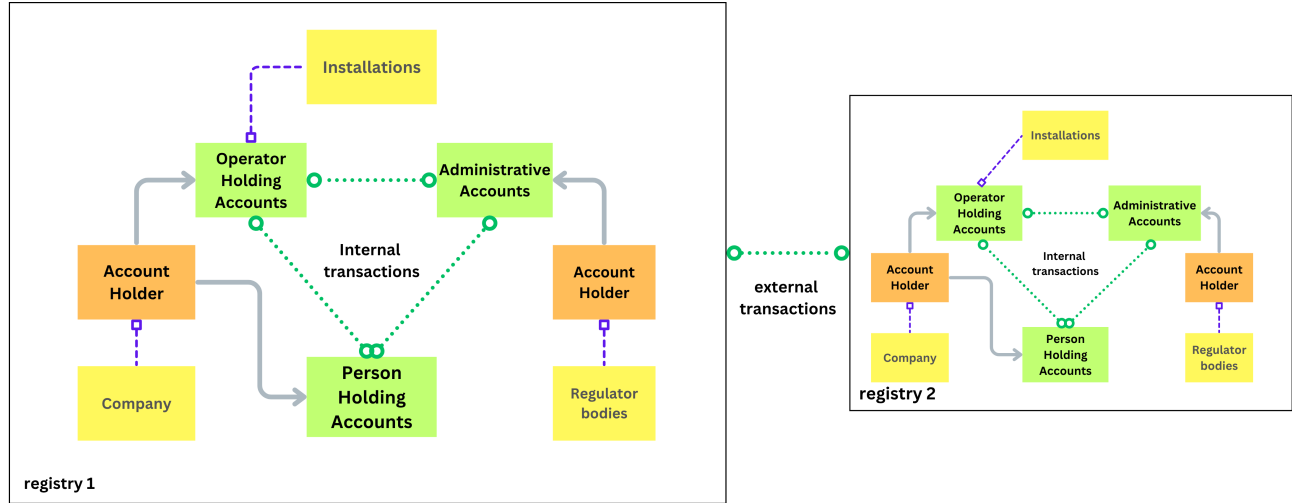 Installations
Operator
Holding
Accounts
Administrative
Accounts
Internal
transactions
Account
Holder
Account
Holder
Company
Person
Holding
Accounts
Regulator
bodies
registry 1
external
transactions
Installations
Operator
Holding
Accounts
Administrative
Accounts
Internal
transactions
Account
Holder
Account
Holder
Company
Person
Holding
Accounts
Regulator
bodies
registry 2